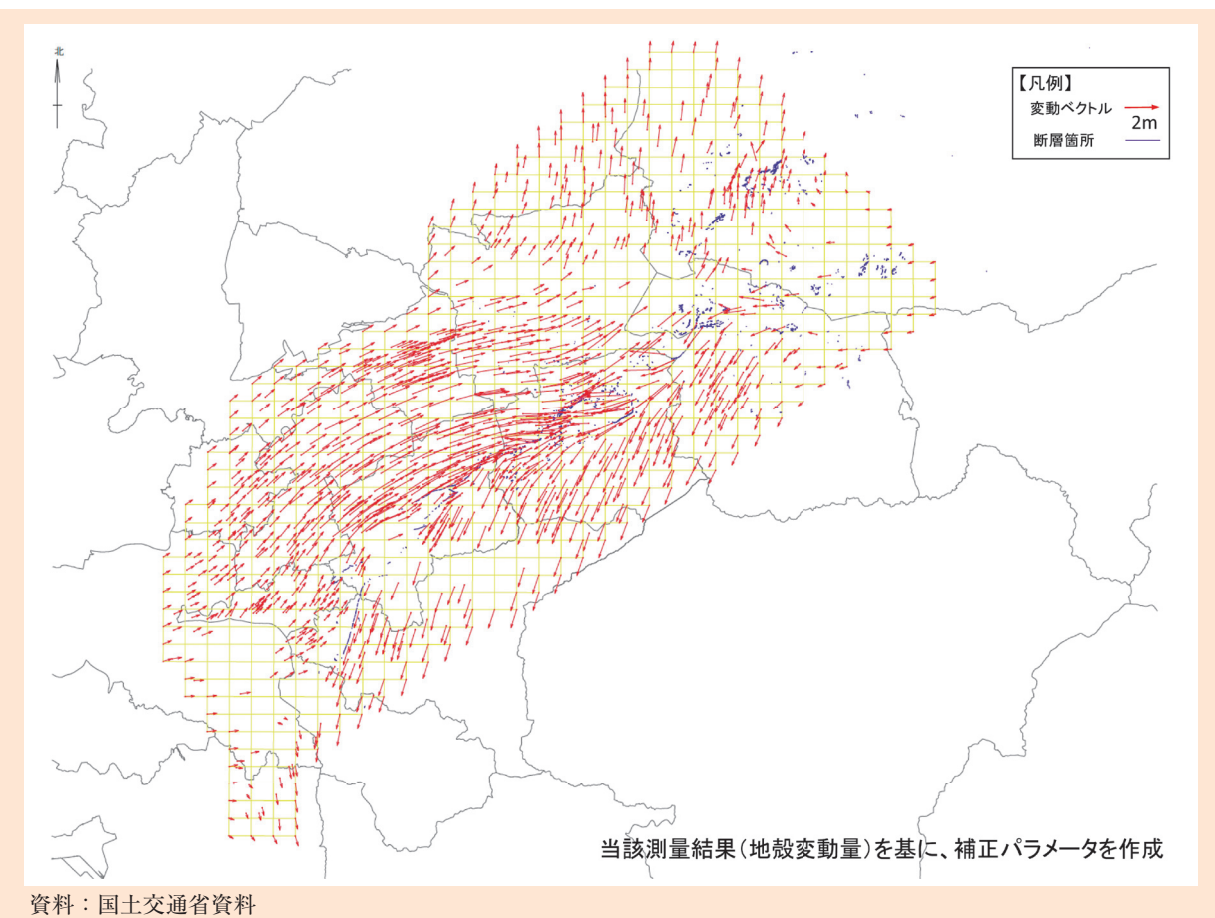 北
【凡例】
変動ベクトル
2m
断層箇所
当該測量結果(地殻変動量)を基に、補正パラメータを作成
資料：国土交通省資料